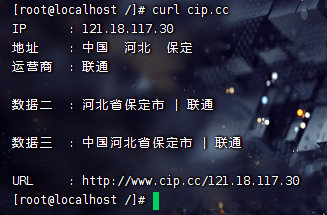 [root@localhost /]# curl cip.cc
IP : 121.18.117.30
地址 : 中国 河北 保定
运营商 : 联通
数据二 : 河北省保定市 | 联通
数据三 : 中国河北省保定市 | 联通
URL : http://www.cip.cc/121.18.117.30
[root@localhost /]#